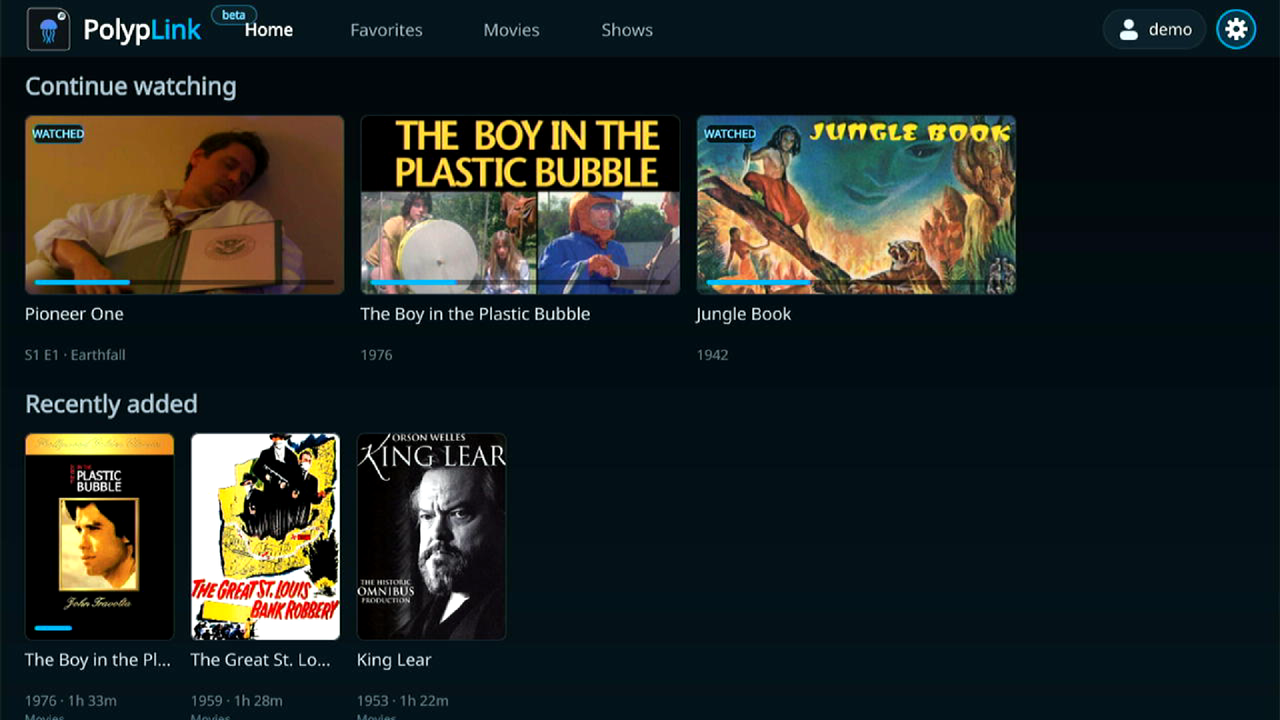 PolypLink
beta
Home
Favorites
Movies
Shows
demo
Continue watching
WATCHED
THE BOY IN THE
PLASTIC BUBBLE
WATCHED
JUNGLE BOOK
Pioneer One
The Boy in the Plastic Bubble
Jungle Book
S1 E1 · Earthfall
1976
1942
Recently added
PLASTIC
BUBBLE
John Travolta
THE GREAT ST. LOUIS
BANK ROBBERY
ORSON WELLES
KING LEAR
THE HISTORIC
OMNIBUS
PRODUCTION
The Boy in the Pl...
The Great St. Lo...
King Lear
1976 · 1h 33m
1959 · 1h 28m
1953 · 1h 22m
Movies
Movies
Movies